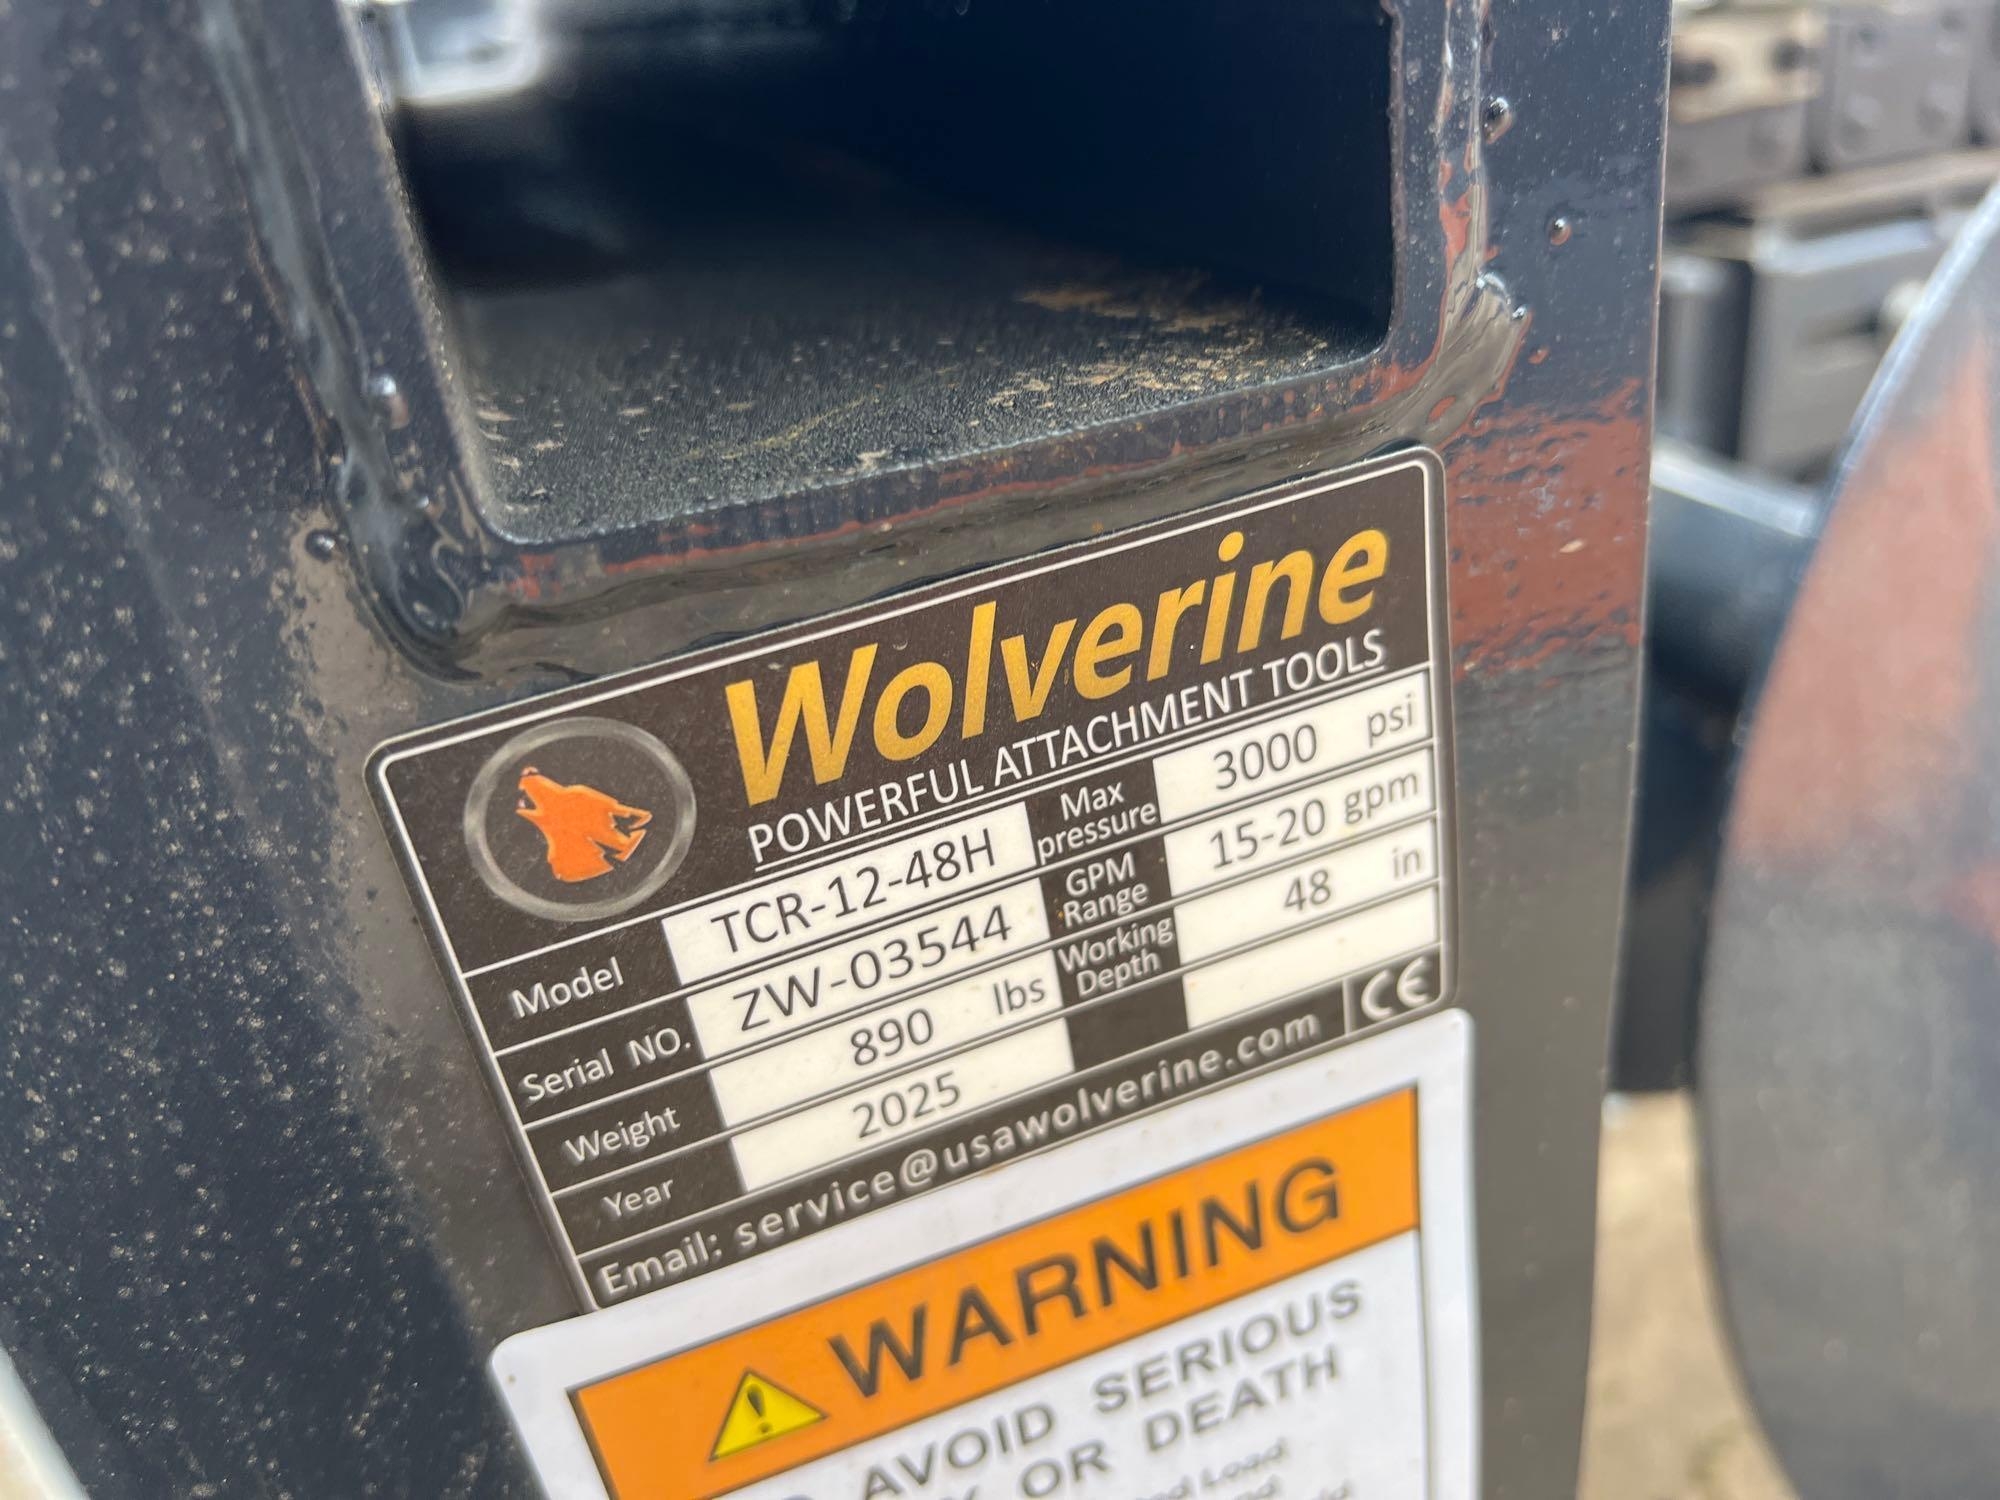 Wolverine
POWERFUL ATTACHMENT TOOLS
Model TCR-12-48H Max pressure 3000 psi
Serial NO. ZW-03544 GPM Range 15-20 gpm
Weight 890 lbs Working Depth 48 in
Year 2025
Email: service@usawolverine.com CE
WARNING
AVOID SERIOUS
OR DEATH
Load